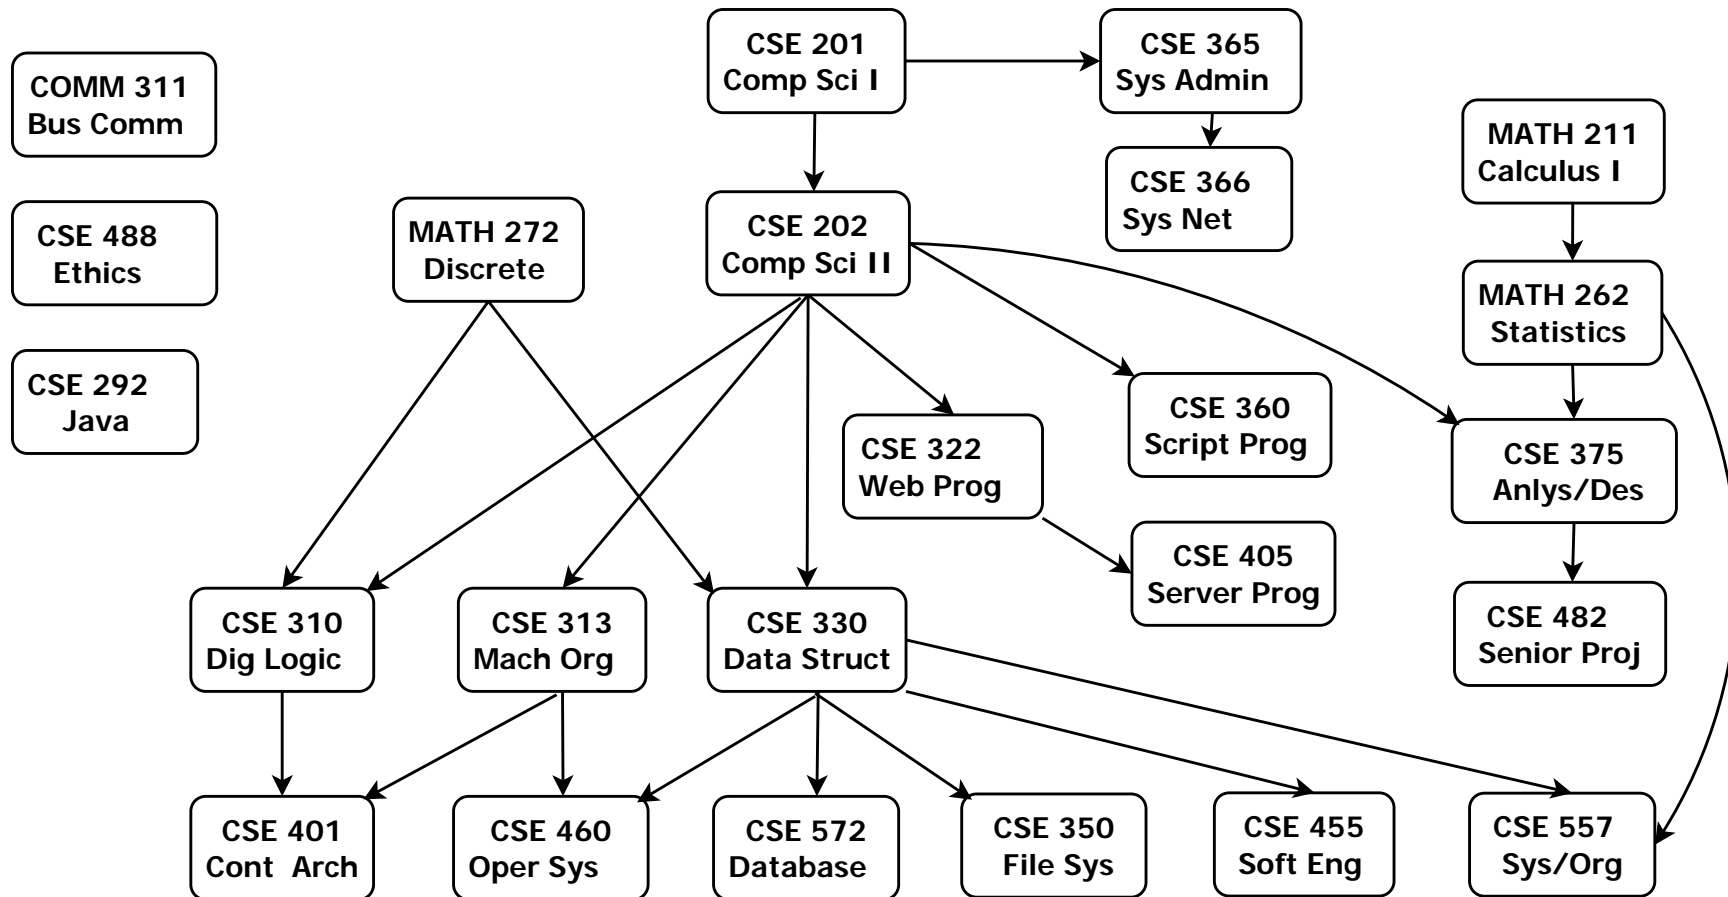 CSE 201
Comp Sci I
CSE 365
Sys Admin
COMM 311
Bus Comm
MATH 211
Calculus I
CSE 366
Sys Net
CSE 488
Ethics
MATH 272
Discrete
CSE 202
Comp Sci II
MATH 262
Statistics
CSE 292
Java
CSE 360
Script Prog
CSE 322
Web Prog
CSE 375
Anlys/Des
CSE 405
Server Prog
CSE 310
Dig Logic
CSE 313
Mach Org
CSE 330
Data Struct
CSE 482
Senior Proj
CSE 401
Cont Arch
CSE 460
Oper Sys
CSE 572
Database
CSE 350
File Sys
CSE 455
Soft Eng
CSE 557
Sys/Org